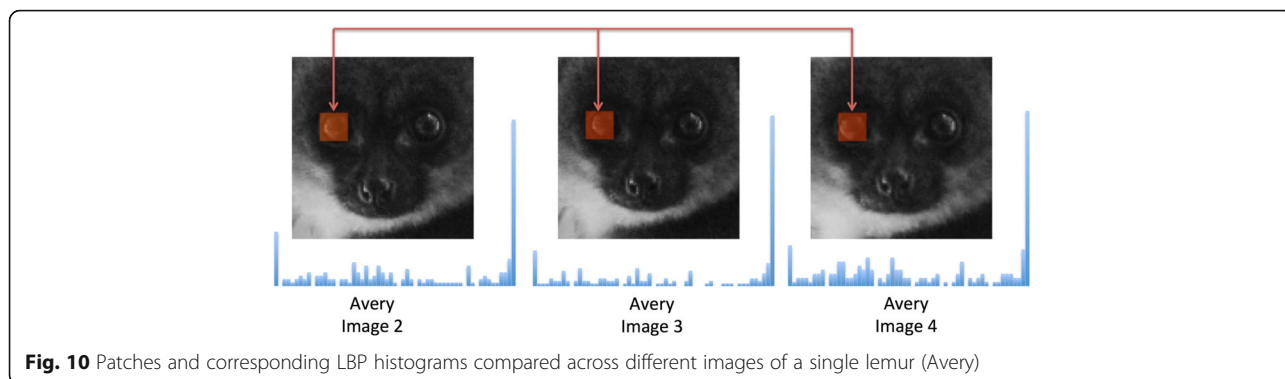 Avery
Image 2
Avery
Image 3
Avery
Image 4
Fig. 10 Patches and corresponding LBP histograms compared across different images of a single lemur (Avery)